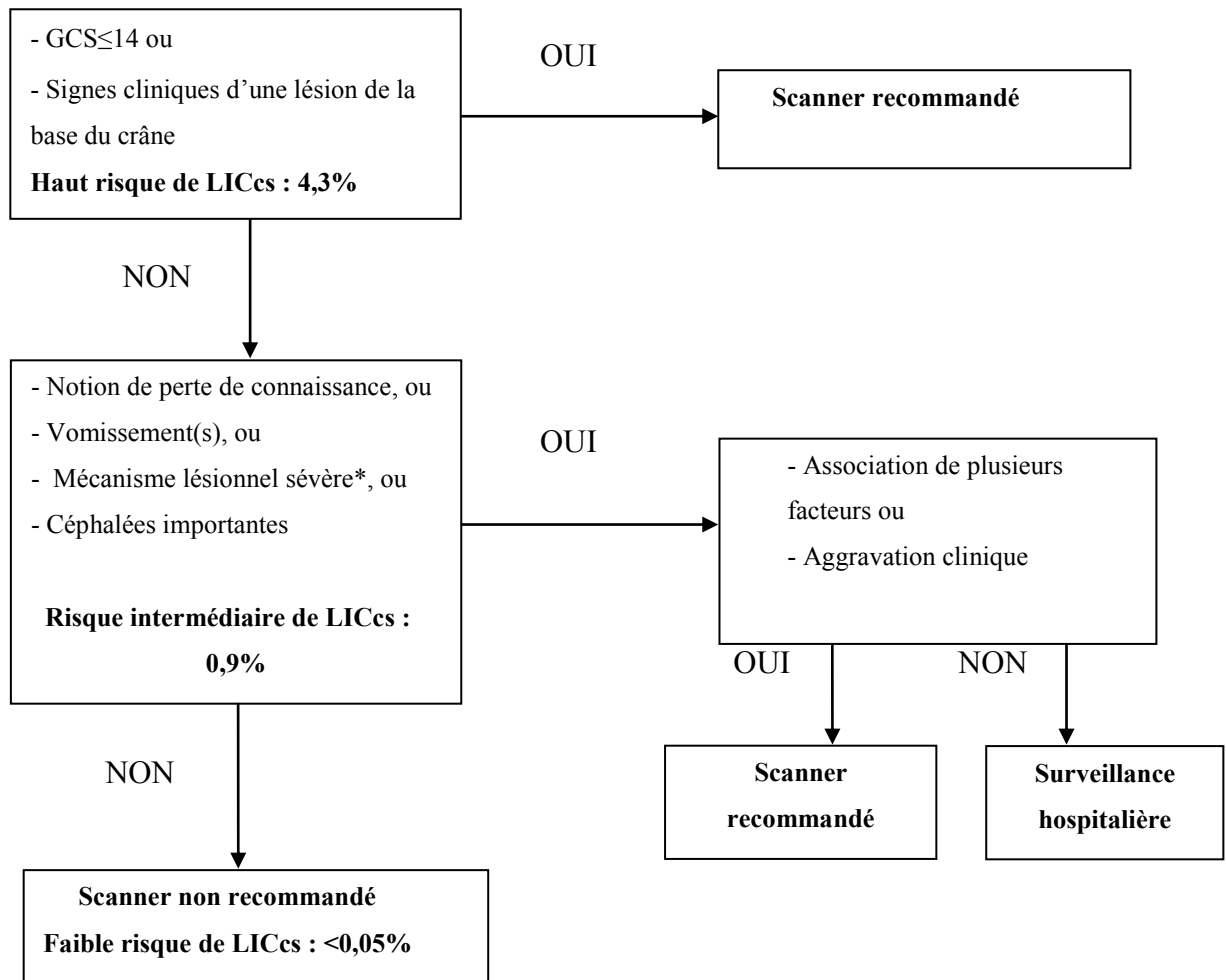 - GCS≤14 ou
- Signes cliniques d’une lésion de la
base du crâne
Haut risque de LICcs : 4,3%
OUI
Scanner recommandé
NON
- Notion de perte de connaissance, ou
- Vomissement(s), ou
- Mécanisme lésionnel sévère*, ou
- Céphalées importantes
Risque intermédiaire de LICcs :
0,9%
OUI
- Association de plusieurs
facteurs ou
- Aggravation clinique
OUI
NON
Scanner
recommandé
Surveillance
hospitalière
NON
Scanner non recommandé
Faible risque de LICcs : <0,05%